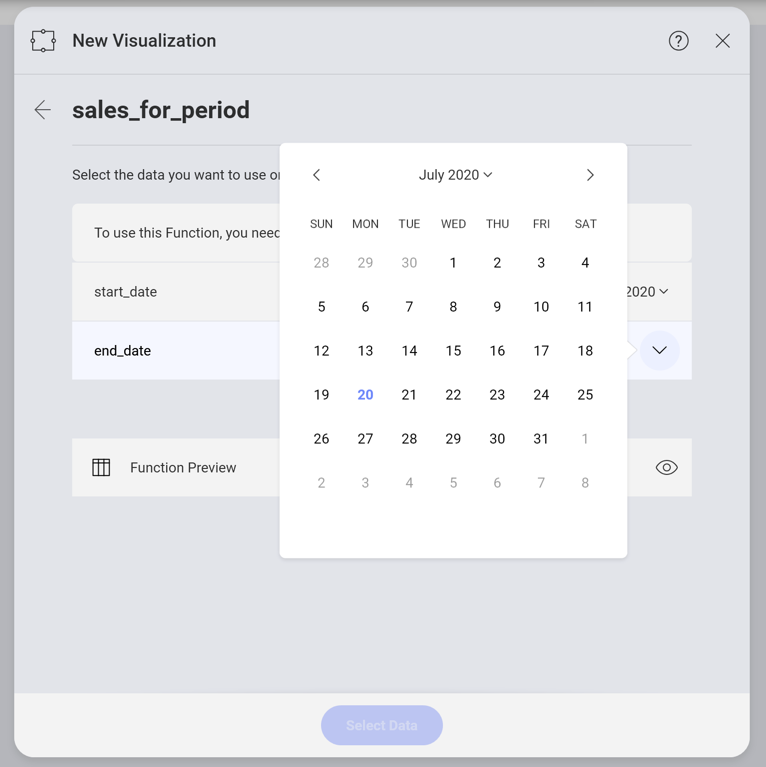 New Visualization
sales_for_period
Select the data you want to use
To use this Function, you need
start_date
2020
end_date
Function Preview
July 2020
SUN MON TUE WED THU FRI SAT
28 29 30 1 2 3 4
5 6 7 8 9 10 11
12 13 14 15 16 17 18
19 20 21 22 23 24 25
26 27 28 29 30 31 1
2 3 4 5 6 7 8
Select Data